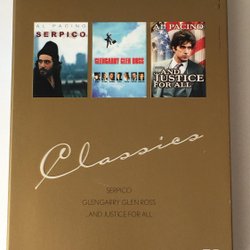 AL PACINO
SERPICO
GLENGARRY GLEN ROSS
AL PACINO
...AND
JUSTICE
FOR ALL
Classics
SERPICO
GLENGARRY GLEN ROSS
...AND JUSTICE FOR ALL